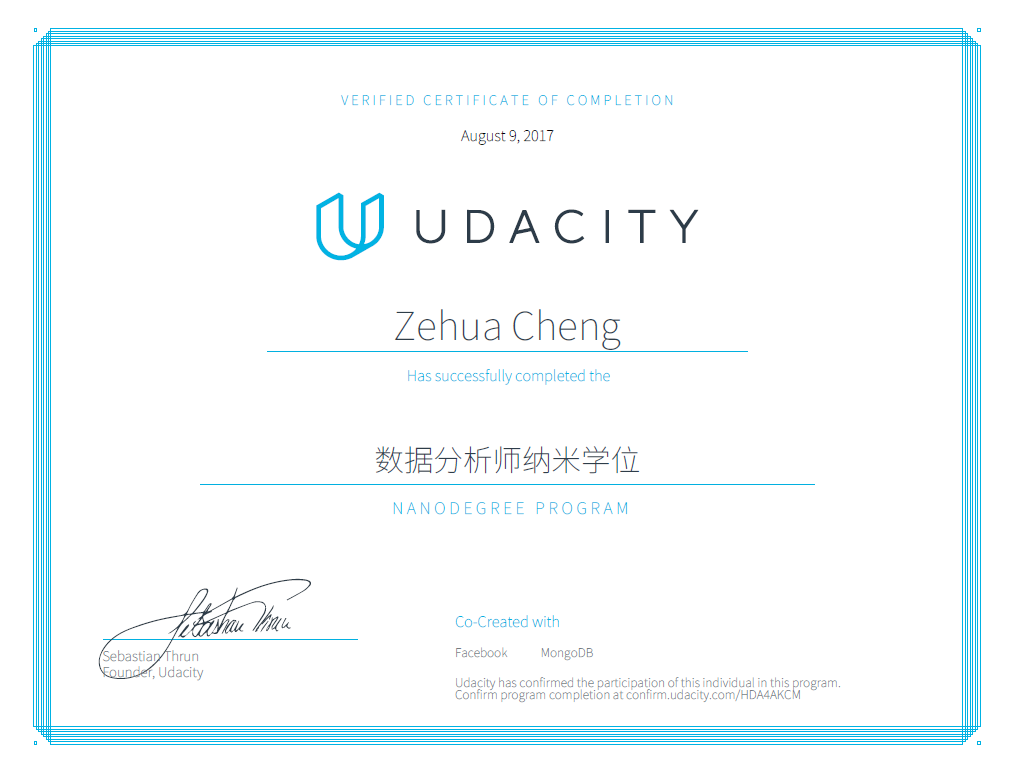 VERIFIED CERTIFICATE OF COMPLETION
August 9, 2017
UDACITY
Zehua Cheng
Has successfully completed the
数据分析师纳米学位
NANODEGREE PROGRAM
Sebastian Thrun
Sebastian Thrun
Founder, Udacity
Co-Created with
Facebook MongoDB
Udacity has confirmed the participation of this individual in this program.
Confirm program completion at confirm.udacity.com/HDA4AKCM